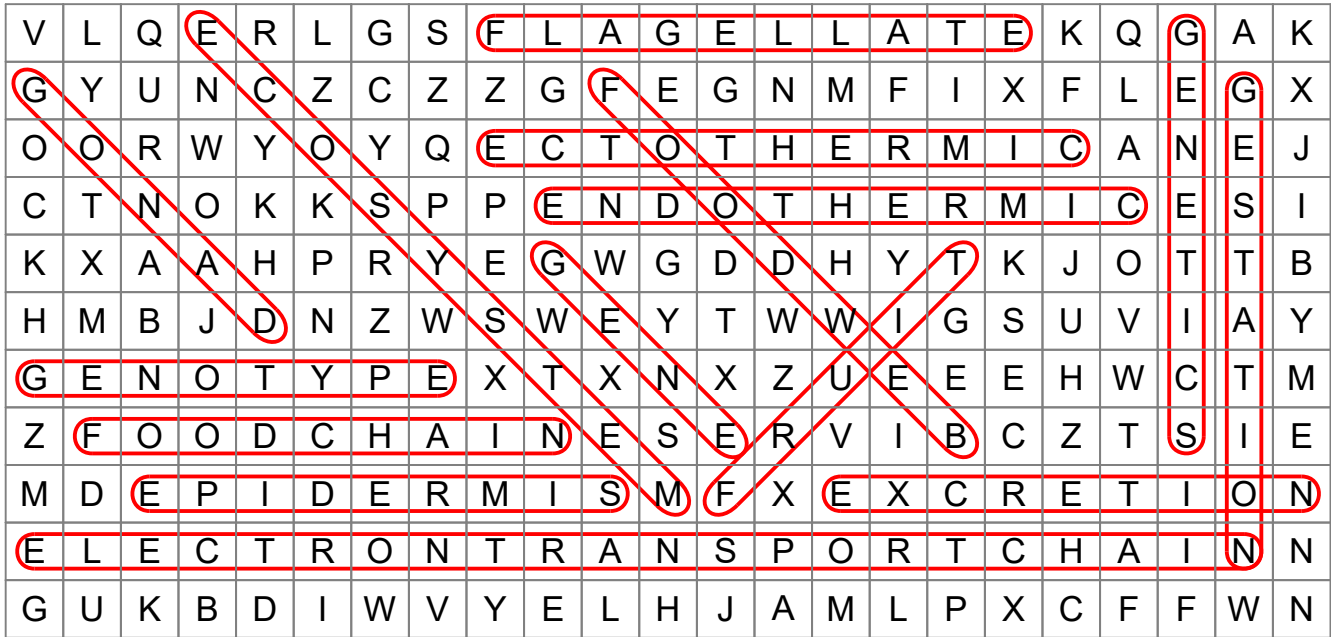 V L Q E R L G S F L A G E L L A T E K Q G A K
G Y U N C Z C Z Z G F E G N M F I X F L E G X
O O R W Y O Y Q E C T O T H E R M I C A N E J
C T N O K K S P P E N D O T H E R M I C E S I
K X A A H P R Y E G W G D D H Y T K J O T T B
H M B J D N Z W S W E Y T W W I G S U V I A Y
G E N O T Y P E X T X N X Z U E E E H W C T M
Z F O O D C H A I N E S E R V I B C Z T S I E
M D E P I D E R M I S M F X E X C R E T I O N
E L E C T R O N T R A N S P O R T C H A I N N
G U K B D I W V Y E L H J A M L P X C F F W N